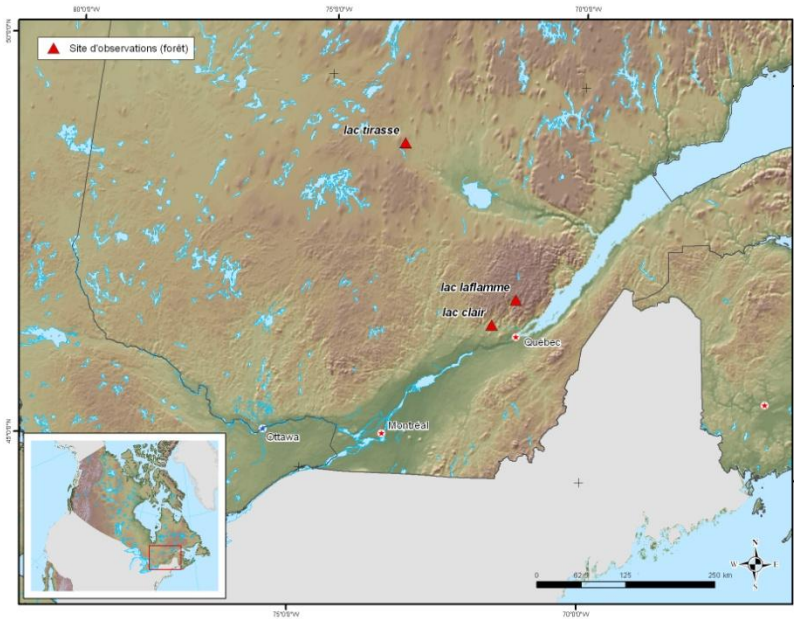 80°0'0"W 75°0'0"W 70°0'0"W
50°0'0"N
Site d'observations (forêt)
lac tirasse
lac laflamme
lac clair
Québec
Montréal
Ottawa
45°0'0"N
N
W E
S
0 62.5 125 250 km
75°0'0"W 70°0'0"W